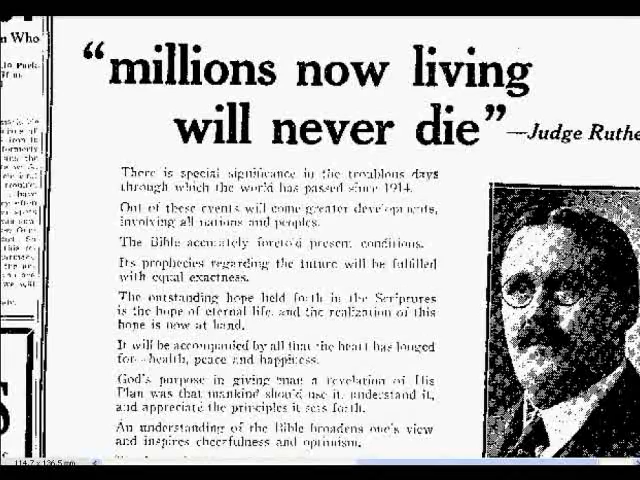 n Who
"millions now living
will never die" —Judge Ruthe
There is special significance in the troublous days
through which the world has passed since 1914.
Out of these events will come greater developments,
involving all nations and peoples.
The Bible accurately foretold present conditions.
Its prophecies regarding the future will be fulfilled
with equal exactness.
The outstanding hope held forth in the Scriptures
is the hope of eternal life, and the realization of this
hope is now at hand.
It will be accompanied by all that the heart has longed
for—health, peace and happiness.
God's purpose in giving man a revelation of His
Plan was that mankind should use it, understand it,
and appreciate the principles it sets forth.
An understanding of the Bible broadens one's view
and inspires cheerfulness and optimism.
114.7 x 136.5 mm